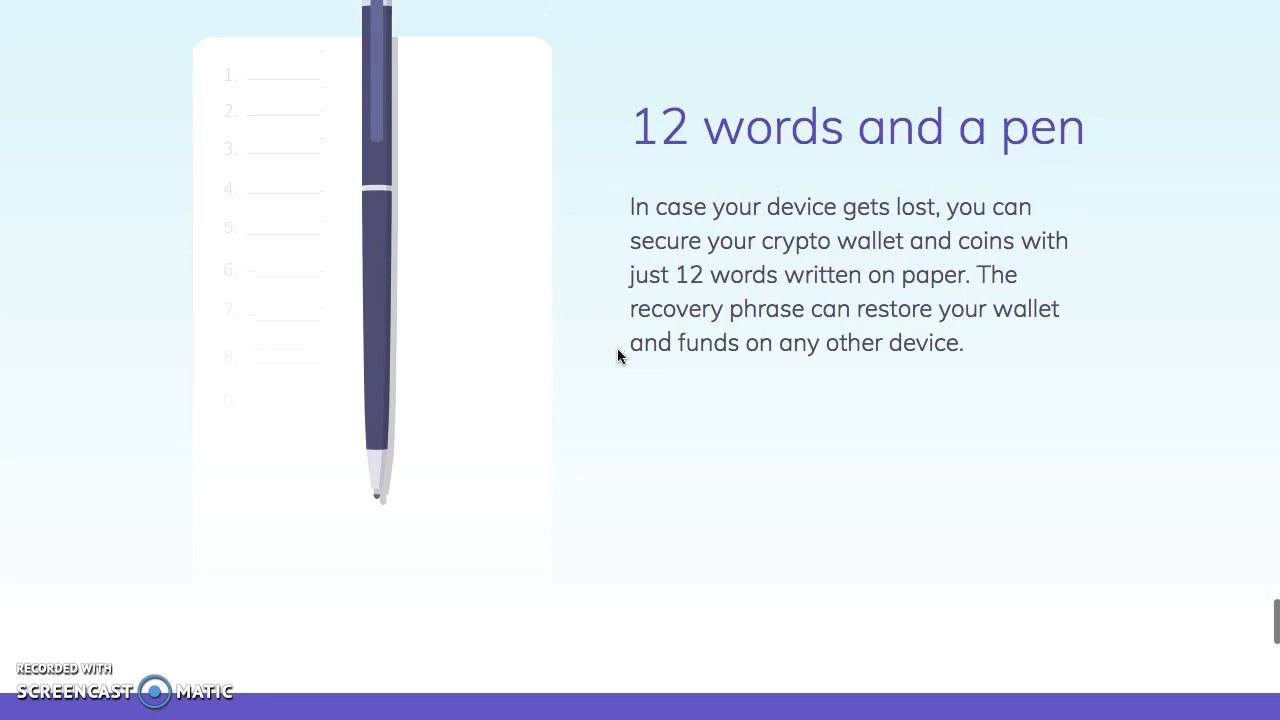 1.
2.
3.
4.
5.
6.
7.
8.
9.
12 words and a pen
In case your device gets lost, you can
secure your crypto wallet and coins with
just 12 words written on paper. The
recovery phrase can restore your wallet
and funds on any other device.
RECORDED WITH
SCREENCAST MATIC